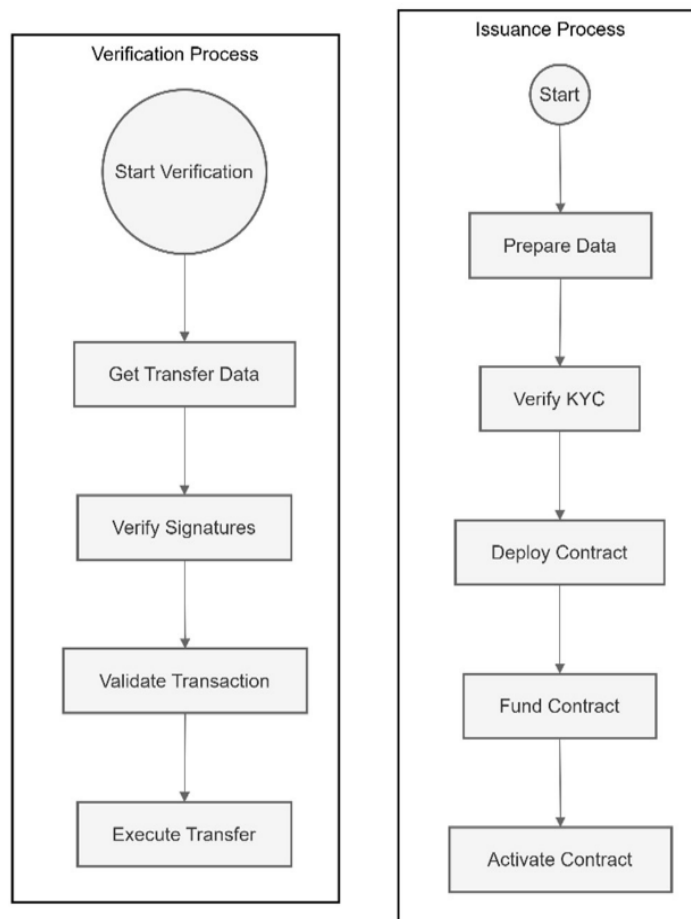 Verification Process
Start Verification
Get Transfer Data
Verify Signatures
Validate Transaction
Execute Transfer
Issuance Process
Start
Prepare Data
Verify KYC
Deploy Contract
Fund Contract
Activate Contract